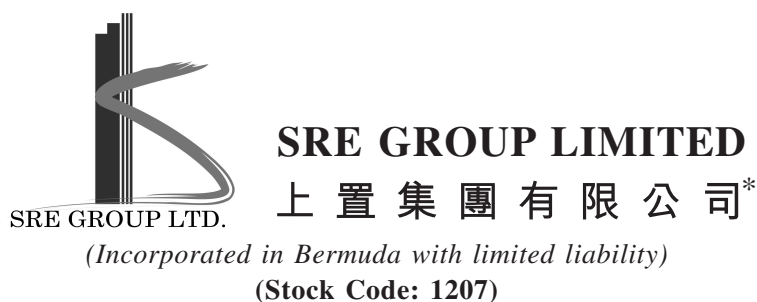 SRE GROUP LIMITED
上置集團有限公司*
SRE GROUP LTD.
(Incorporated in Bermuda with limited liability)
(Stock Code: 1207)